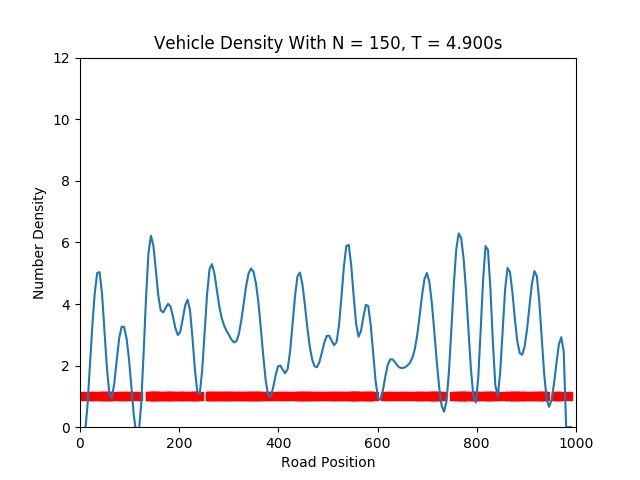 Vehicle Density With N = 150, T = 4.900s
12
10
8
6
4
2
0
Number Density
0 200 400 600 800 1000
Road Position